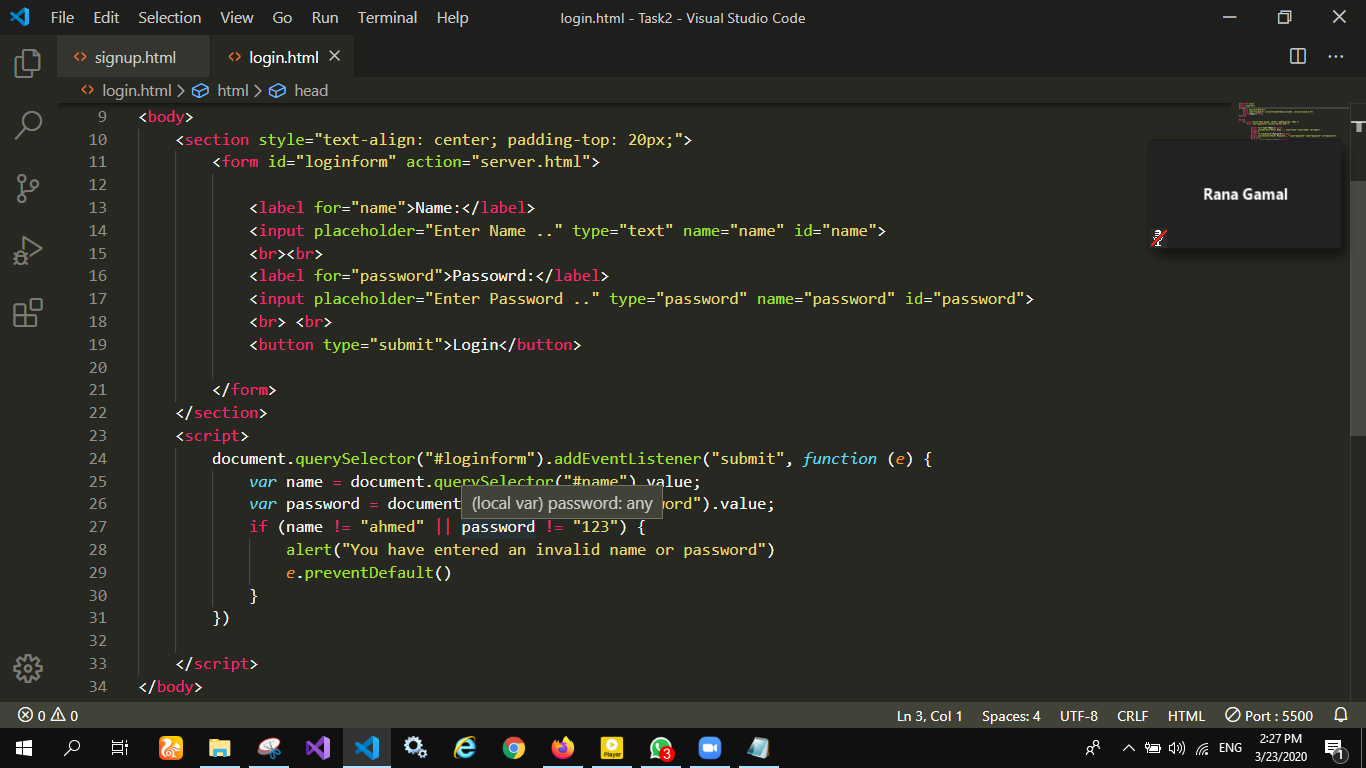 File Edit Selection View Go Run Terminal Help login.html - Task2 - Visual Studio Code
signup.html login.html
login.html > html > head
9 <body>
10 <section style="text-align: center; padding-top: 20px;">
11 <form id="loginform" action="server.html">
12
13 <label for="name">Name:</label>
14 <input placeholder="Enter Name .." type="text" name="name" id="name">
15 <br><br>
16 <label for="password">Passowrd:</label>
17 <input placeholder="Enter Password .." type="password" name="password" id="password">
18 <br> <br>
19 <button type="submit">Login</button>
20
21 </form>
22 </section>
23 <script>
24 document.querySelector("#loginform").addEventListener("submit", function (e) {
25 var name = document.querySelector("#name").value;
26 var password = document word").value;
(local var) password: any
27 if (name != "ahmed" || password != "123") {
28 alert("You have entered an invalid name or password")
29 e.preventDefault()
30 }
31 })
32
33 </script>
34 </body>
Rana Gamal
0 0 Ln 3, Col 1 Spaces: 4 UTF-8 CRLF HTML Port : 5500
Player 3 ENG 2:27 PM
3/23/2020 1